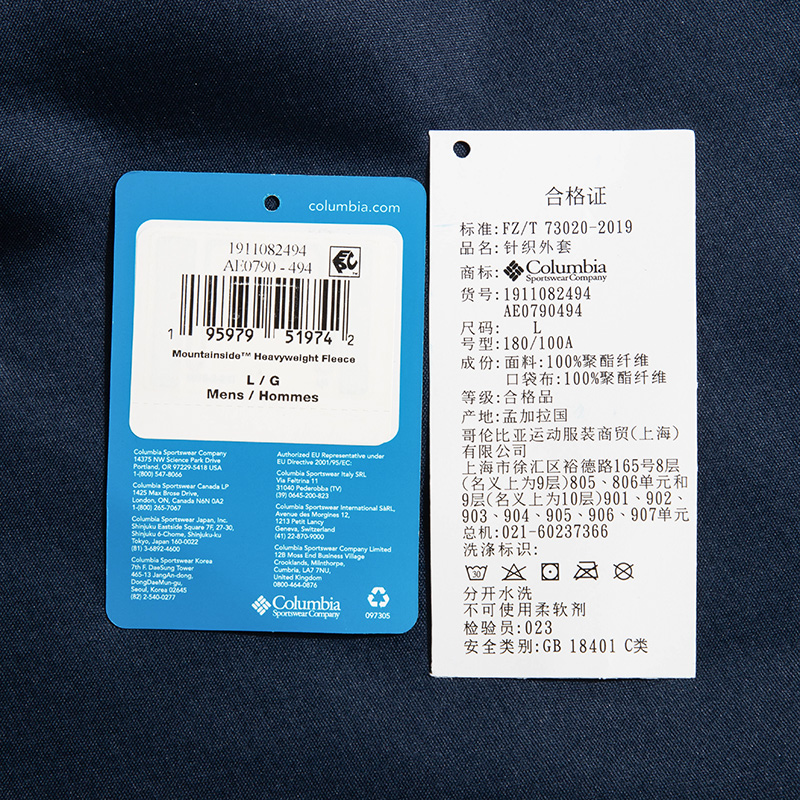 columbia.com
1911082494
AE0790 - 494
EBC
1 95979 51974 2
Mountainside™ Heavyweight Fleece
L / G
Mens / Hommes
Columbia Sportswear Company
14375 NW Science Park Drive
Portland, OR 97229-5418 USA
1-(800) 547-8066
Columbia Sportswear Canada LP
1425 Max Brose Drive,
London, ON, Canada N6N 0A2
1-(800) 265-7067
Columbia Sportswear Japan, Inc.
Shinjuku Eastside Square 7F, 27-30,
Shinjuku 6-Chome, Shinjuku-ku
Tokyo, Japan 160-0022
(81) 3-6892-4600
Columbia Sportswear Korea
7th F. DaeSung Tower
465-13 JangAn-dong,
DongDaeMun-gu,
Seoul, Korea 02645
(82) 2-540-0277
Authorized EU Representative under
EU Directive 2001/95/EC:
Columbia Sportswear Italy SRL
Via Feltrina 11
31040 Pederobba (TV)
(39) 0645-200-823
Columbia Sportswear International SàRL,
Avenue des Morgines 12,
1213 Petit Lancy
Geneva, Switzerland
(41) 22-870-9000
Columbia Sportswear Company Limited
12B Moss End Business Village
Crooklands, Milnthorpe,
Cumbria, LA7 7NU,
United Kingdom
0800-464-0876
Columbia
Sportswear Company
097305
合格证
标准:FZ/T 73020-2019
品名:针织外套
商标:Columbia
Sportswear Company
货号:1911082494
AE0790494
尺码: L
号型:180/100A
成份:面料:100%聚酯纤维
口袋布:100%聚酯纤维
等级:合格品
产地:孟加拉国
哥伦比亚运动服装商贸(上海)
有限公司
上海市徐汇区裕德路165号8层
(名义上为9层)805、806单元和
9层(名义上为10层)901、902、
903、904、905、906、907单元
总机:021-60237366
洗涤标识:
30
分开水洗
不可使用柔软剂
检验员:023
安全类别:GB 18401 C类